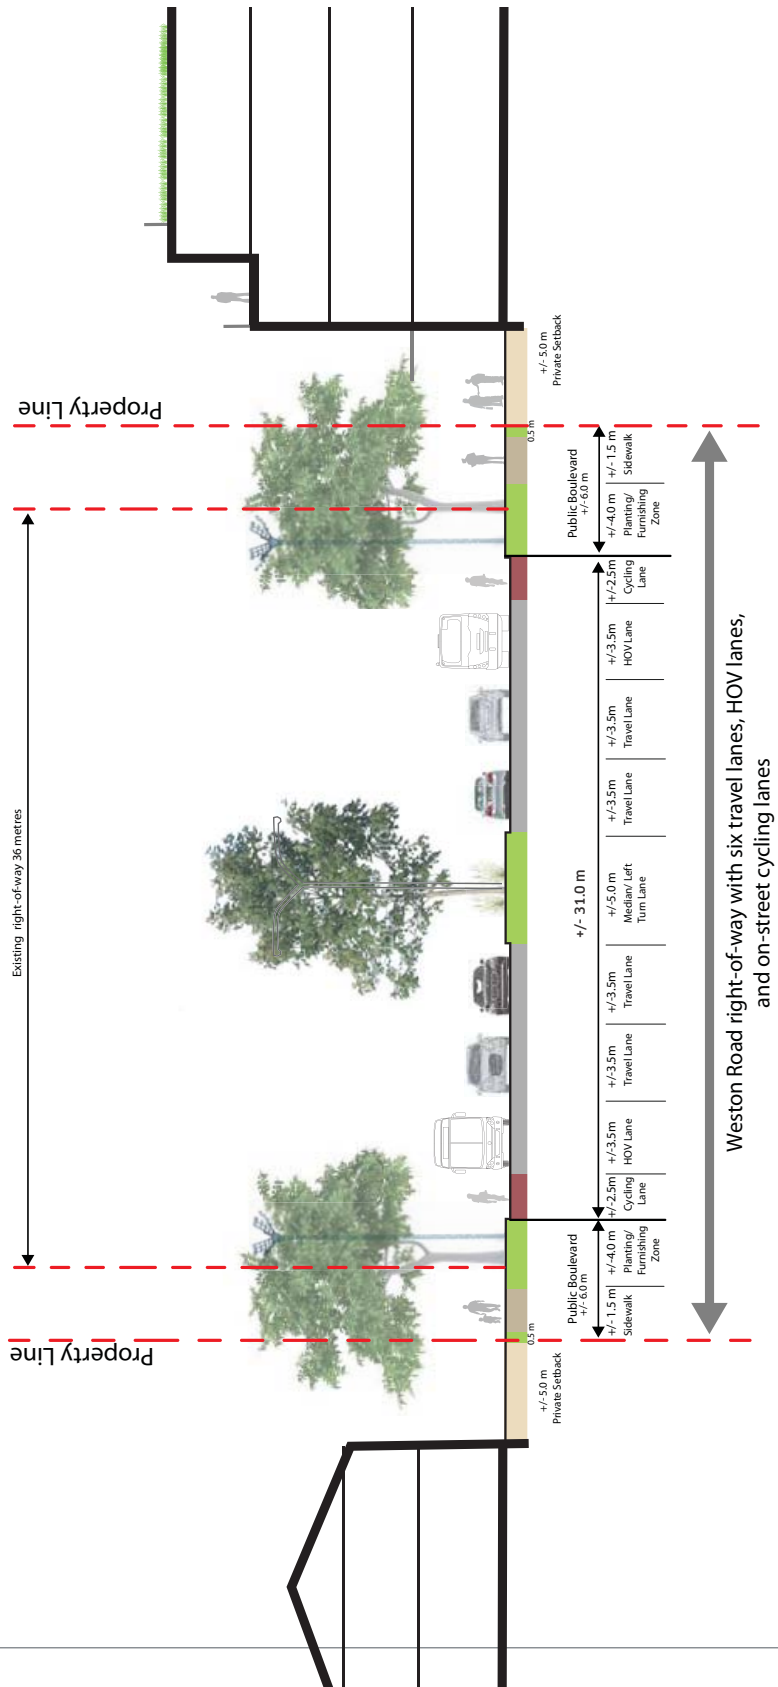 Existing right-of-way 36 metres
Property Line
Property Line
+/- 5.0 m
Private Setback
0.5 m
Public Boulevard
+/- 6.0 m
+/- 1.5 m
Sidewalk
+/-4.0 m
Planting/
Furnishing
Zone
+/-2.5m
Cycling
Lane
+/-3.5m
HOV Lane
+/-3.5m
Travel Lane
+/-3.5m
Travel Lane
+/- 31.0 m
+/-5.0 m
Median/ Left
Turn Lane
+/-3.5m
Travel Lane
+/-3.5m
Travel Lane
+/-3.5m
HOV Lane
+/-2.5m
Cycling
Lane
Public Boulevard
+/- 6.0 m
+/-4.0 m
Planting/
Furnishing
Zone
+/- 1.5 m
Sidewalk
0.5 m
+/- 5.0 m
Private Setback
Weston Road right-of-way with six travel lanes, HOV lanes,
and on-street cycling lanes